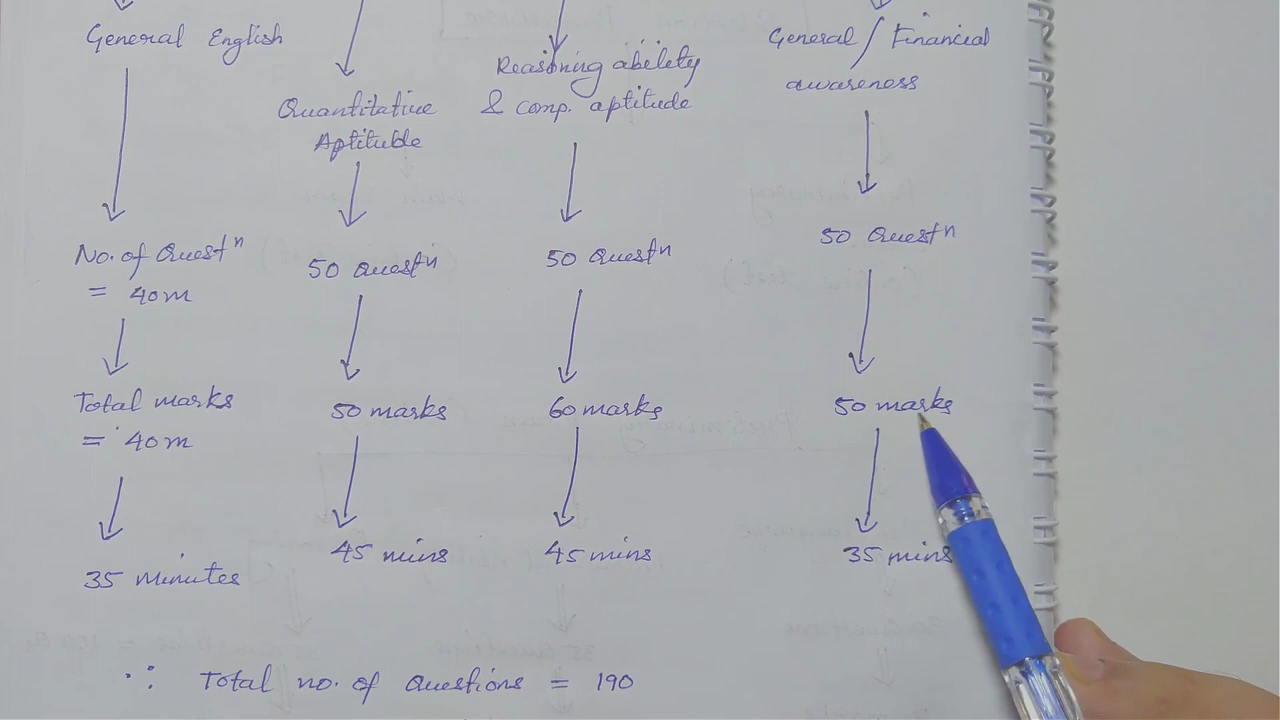 General English
Quantitative
Aptituble
Reasoning ability
& comp. aptitude
General / Financial
awareness
No. of Questⁿ
= 40m
50 Questⁿ
50 Questⁿ
50 Questⁿ
Total marks
= 40m
50 marks
60 marks
50 marks
35 minutes
45 mins
45 mins
35 mins
∴ Total no. of Questions = 190